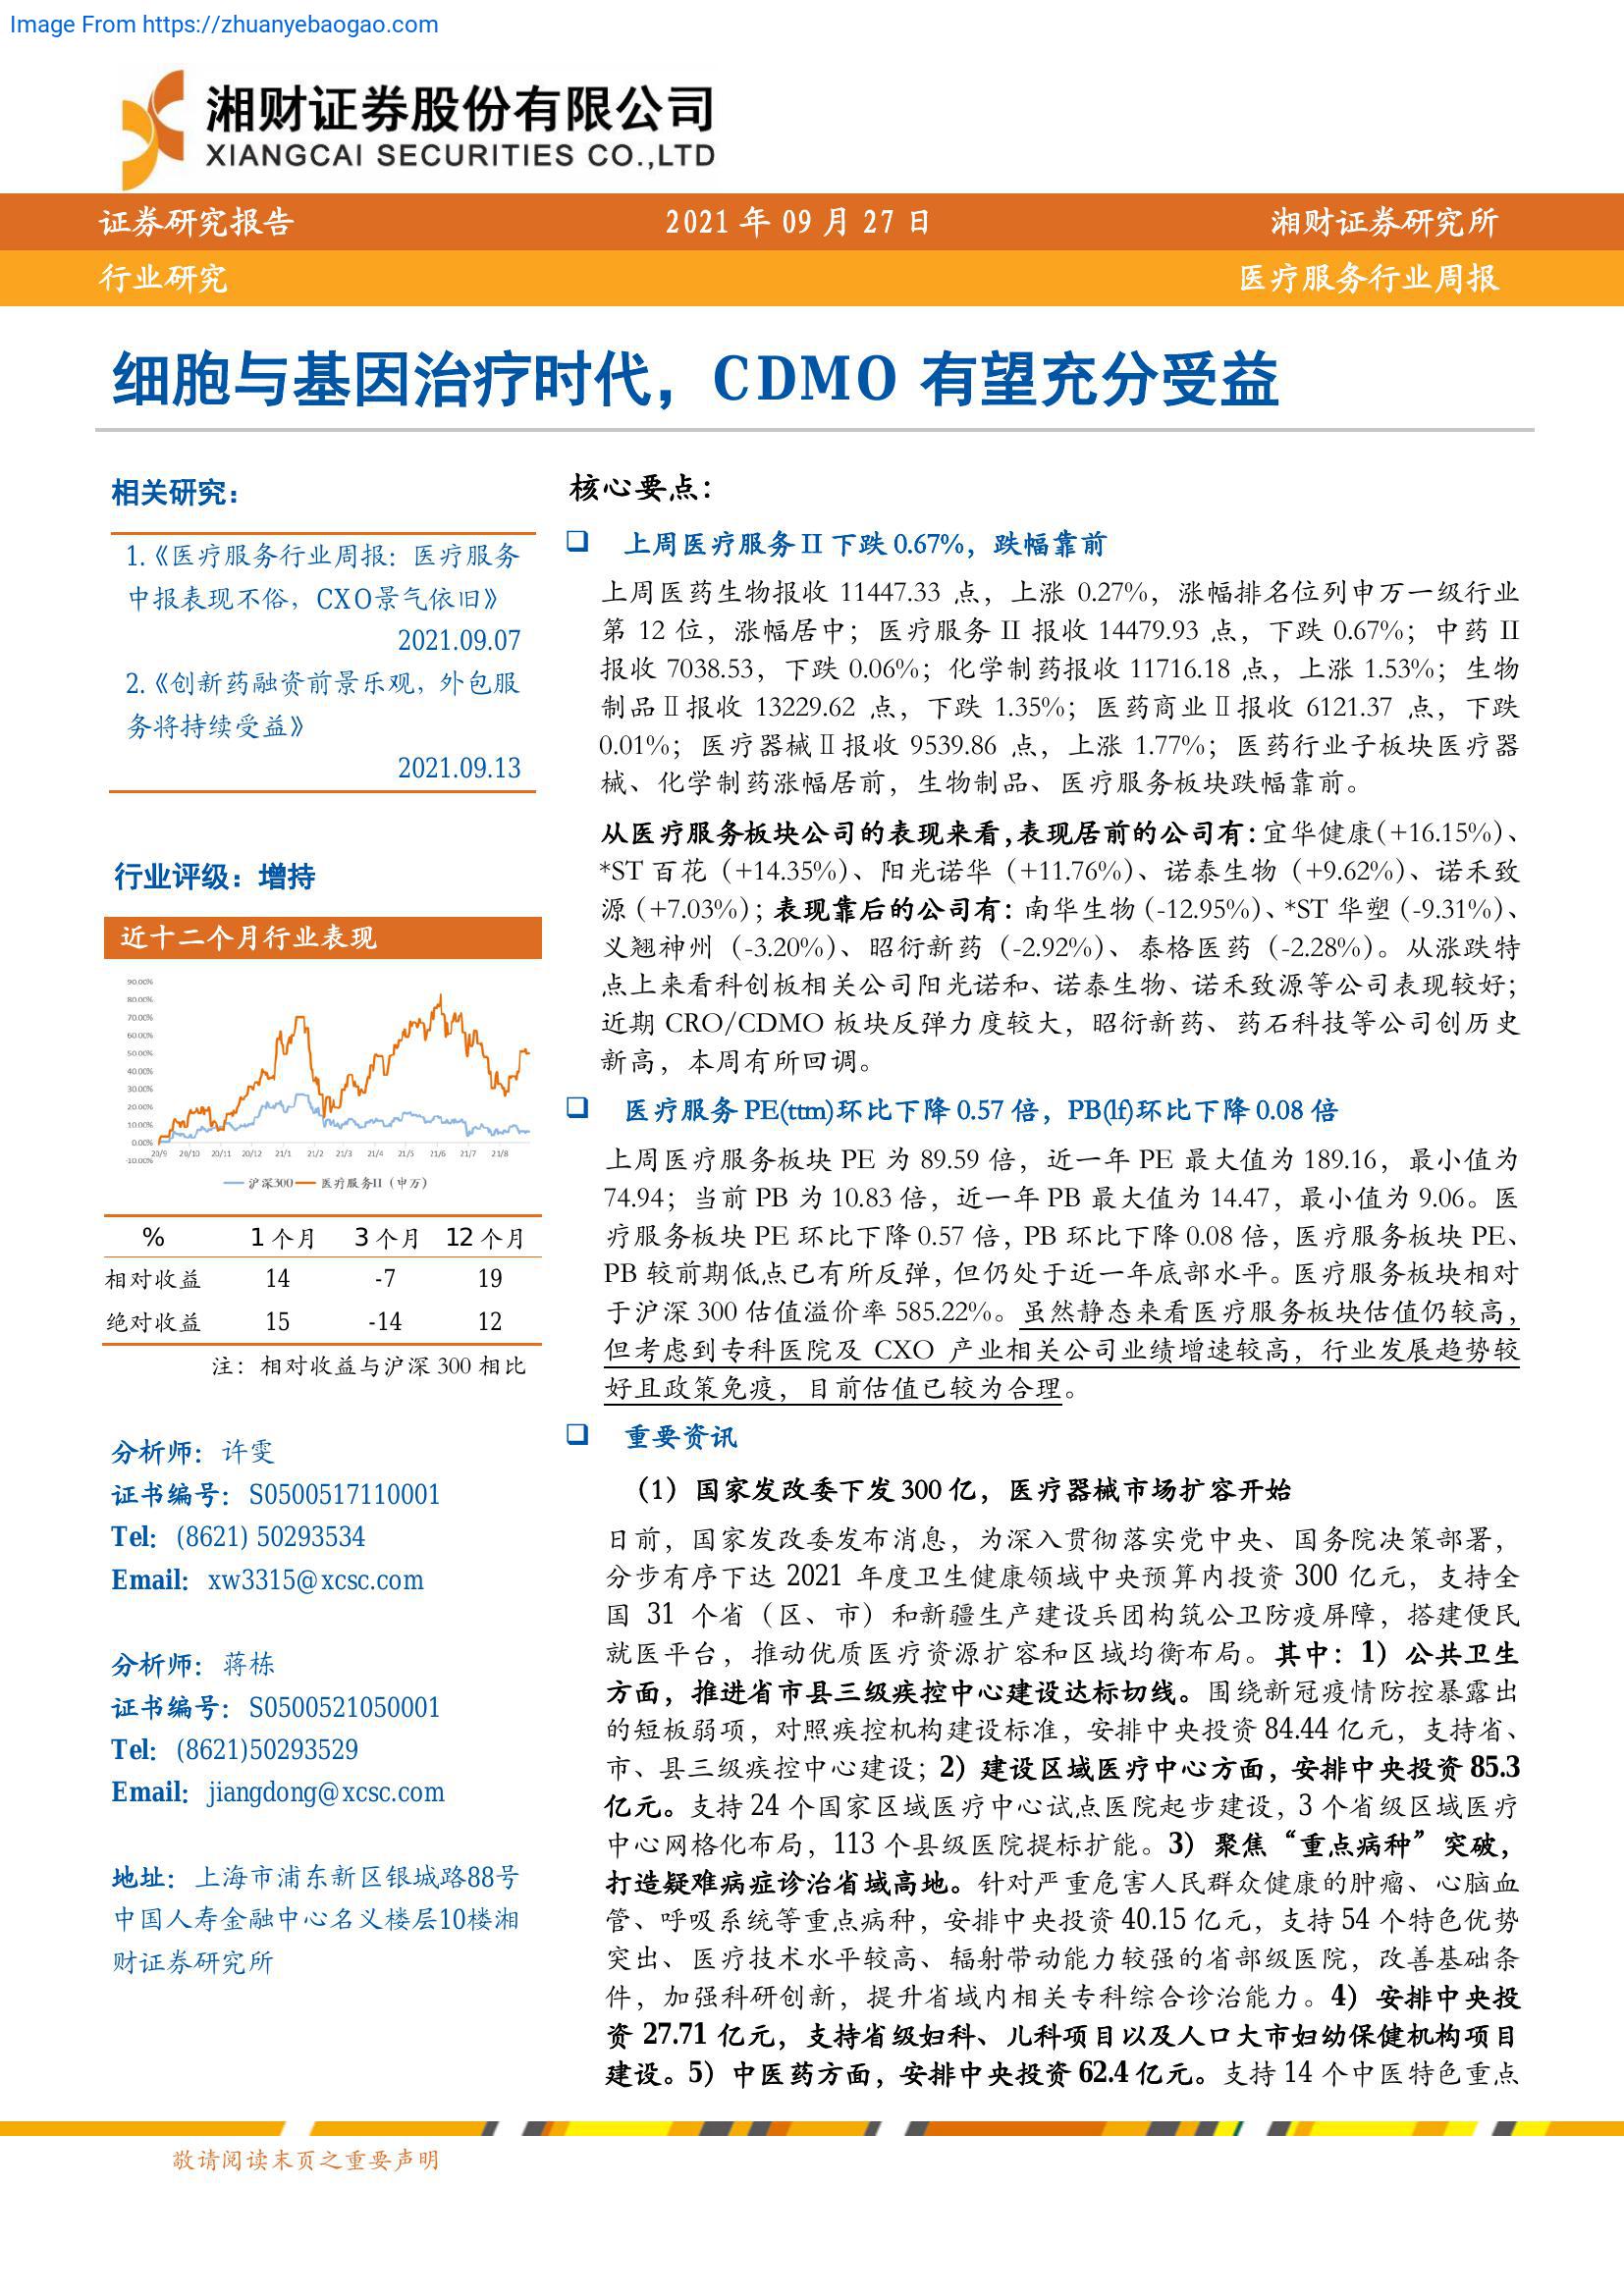 Image From https://zhuanyebaogao.com
湘财证券股份有限公司
XIANGCAI SECURITIES CO.,LTD
证券研究报告 2021 年 09 月 27 日 湘财证券研究所
行业研究 医疗服务行业周报
细胞与基因治疗时代，CDMO 有望充分受益
相关研究：
1.《医疗服务行业周报：医疗服务
中报表现不俗，CXO景气依旧》
2021.09.07
2.《创新药融资前景乐观，外包服
务将持续受益》
2021.09.13
行业评级：增持
近十二个月行业表现
90.00%
80.00%
70.00%
60.00%
50.00%
40.00%
30.00%
20.00%
10.00%
0.00%
-10.00%
20/9 20/10 20/11 20/12 21/1 21/2 21/3 21/4 21/5 21/6 21/7 21/8
沪深300 医疗服务II（申万）
% 1 个月 3 个月 12 个月
相对收益 14 -7 19
绝对收益 15 -14 12
注：相对收益与沪深 300 相比
分析师：许雯
证书编号：S0500517110001
Tel：(8621) 50293534
Email：xw3315@xcsc.com
分析师：蒋栋
证书编号：S0500521050001
Tel：(8621)50293529
Email：jiangdong@xcsc.com
地址：上海市浦东新区银城路88号
中国人寿金融中心名义楼层10楼湘
财证券研究所
核心要点：
❑ 上周医疗服务 II 下跌 0.67%，跌幅靠前
上周医药生物报收 11447.33 点，上涨 0.27%，涨幅排名位列申万一级行业
第 12 位，涨幅居中；医疗服务 II 报收 14479.93 点，下跌 0.67%；中药 II
报收 7038.53，下跌 0.06%；化学制药报收 11716.18 点，上涨 1.53%；生物
制品Ⅱ报收 13229.62 点，下跌 1.35%；医药商业Ⅱ报收 6121.37 点，下跌
0.01%；医疗器械Ⅱ报收 9539.86 点，上涨 1.77%；医药行业子板块医疗器
械、化学制药涨幅居前，生物制品、医疗服务板块跌幅靠前。
从医疗服务板块公司的表现来看，表现居前的公司有：宜华健康（+16.15%）、
*ST 百花（+14.35%）、阳光诺华（+11.76%）、诺泰生物（+9.62%）、诺禾致
源（+7.03%）；表现靠后的公司有：南华生物（-12.95%）、*ST 华塑（-9.31%）、
义翘神州（-3.20%）、昭衍新药（-2.92%）、泰格医药（-2.28%）。从涨跌特
点上来看科创板相关公司阳光诺和、诺泰生物、诺禾致源等公司表现较好；
近期 CRO/CDMO 板块反弹力度较大，昭衍新药、药石科技等公司创历史
新高，本周有所回调。
❑ 医疗服务 PE(ttm)环比下降 0.57 倍，PB(lf)环比下降 0.08 倍
上周医疗服务板块 PE 为 89.59 倍，近一年 PE 最大值为 189.16，最小值为
74.94；当前 PB 为 10.83 倍，近一年 PB 最大值为 14.47，最小值为 9.06。医
疗服务板块 PE 环比下降 0.57 倍，PB 环比下降 0.08 倍，医疗服务板块 PE、
PB 较前期低点已有所反弹，但仍处于近一年底部水平。医疗服务板块相对
于沪深 300 估值溢价率 585.22%。虽然静态来看医疗服务板块估值仍较高，
但考虑到专科医院及 CXO 产业相关公司业绩增速较高，行业发展趋势较
好且政策免疫，目前估值已较为合理。
❑ 重要资讯
（1）国家发改委下发 300 亿，医疗器械市场扩容开始
日前，国家发改委发布消息，为深入贯彻落实党中央、国务院决策部署，
分步有序下达 2021 年度卫生健康领域中央预算内投资 300 亿元，支持全
国 31 个省（区、市）和新疆生产建设兵团构筑公卫防疫屏障，搭建便民
就医平台，推动优质医疗资源扩容和区域均衡布局。其中：1）公共卫生
方面，推进省市县三级疾控中心建设达标切线。围绕新冠疫情防控暴露出
的短板弱项，对照疾控机构建设标准，安排中央投资 84.44 亿元，支持省、
市、县三级疾控中心建设；2）建设区域医疗中心方面，安排中央投资 85.3
亿元。支持 24 个国家区域医疗中心试点医院起步建设，3 个省级区域医疗
中心网格化布局，113 个县级医院提标扩能。3）聚焦“重点病种”突破，
打造疑难病症诊治省域高地。针对严重危害人民群众健康的肿瘤、心脑血
管、呼吸系统等重点病种，安排中央投资 40.15 亿元，支持 54 个特色优势
突出、医疗技术水平较高、辐射带动能力较强的省部级医院，改善基础条
件，加强科研创新，提升省域内相关专科综合诊治能力。4）安排中央投
资 27.71 亿元，支持省级妇科、儿科项目以及人口大市妇幼保健机构项目
建设。5）中医药方面，安排中央投资 62.4 亿元。支持 14 个中医特色重点
敬请阅读末页之重要声明